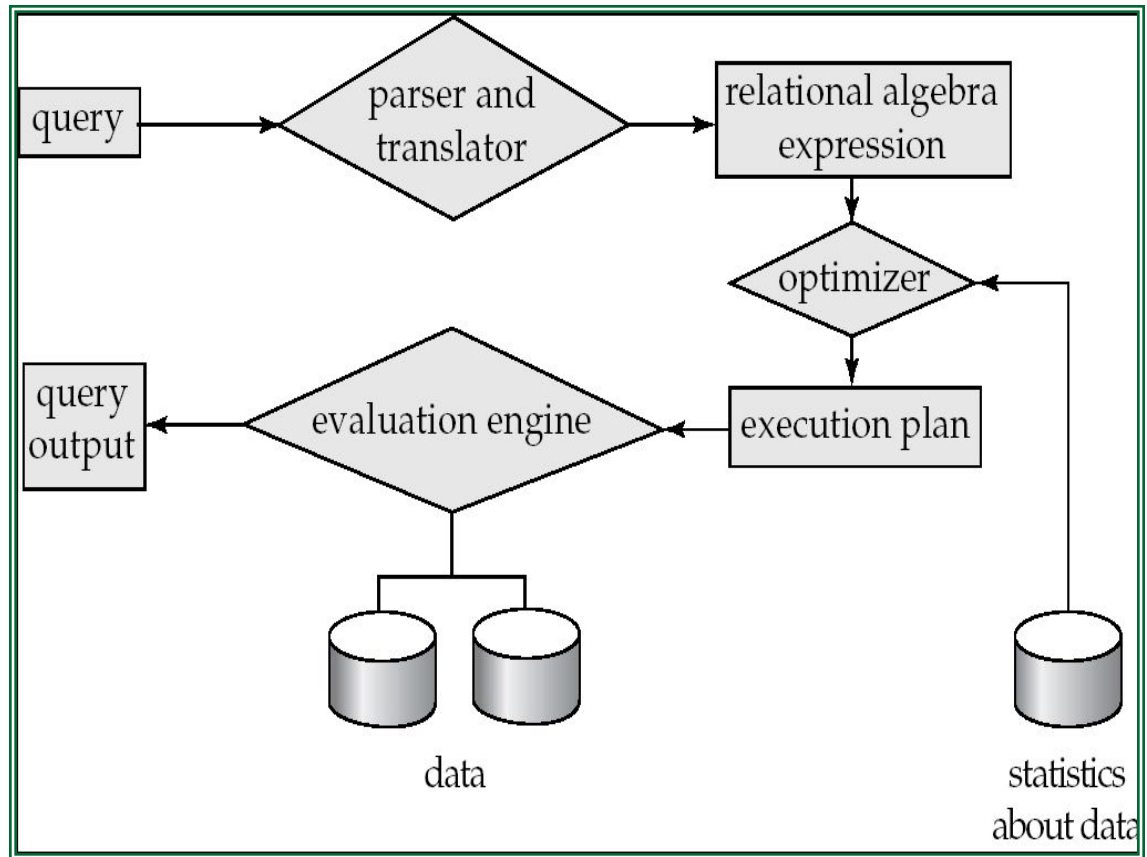 query
parser and
translator
relational algebra
expression
optimizer
query
output
evaluation engine
execution plan
data
statistics
about data